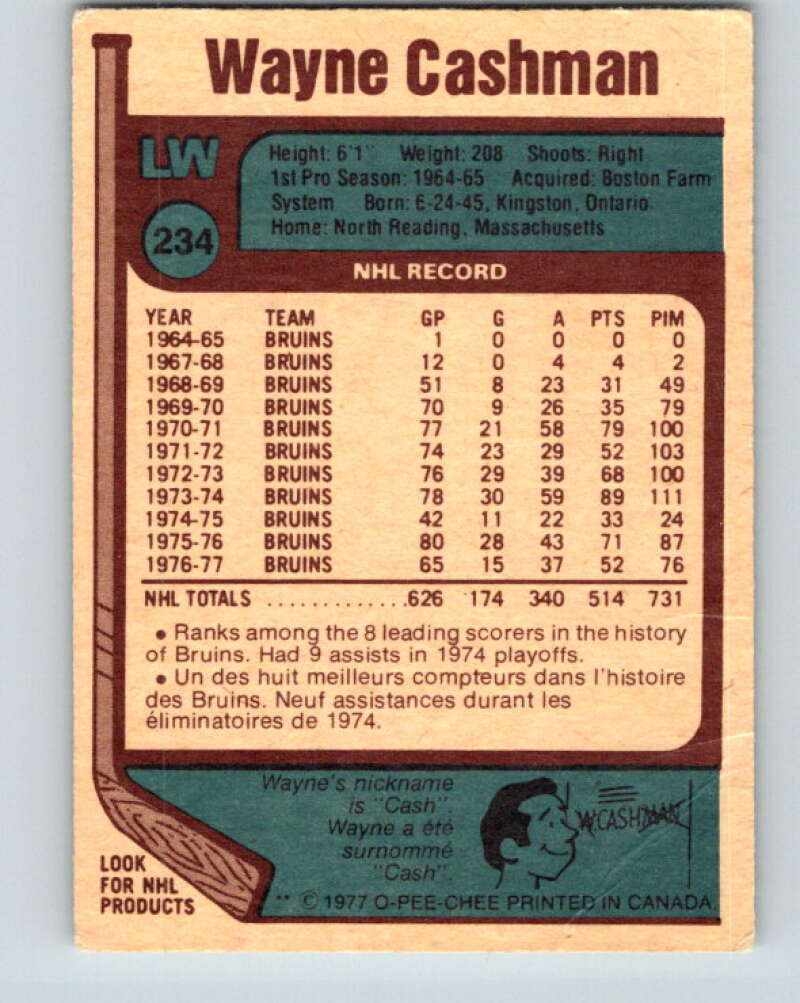 Wayne Cashman
LW
234
Height: 6'1" Weight: 208 Shoots: Right
1st Pro Season: 1964-65 Acquired: Boston Farm
System Born: 6-24-45, Kingston, Ontario
Home: North Reading, Massachusetts
NHL RECORD
YEAR TEAM GP G A PTS PIM
1964-65 BRUINS 1 0 0 0 0
1967-68 BRUINS 12 0 4 4 2
1968-69 BRUINS 51 8 23 31 49
1969-70 BRUINS 70 9 26 35 79
1970-71 BRUINS 77 21 58 79 100
1971-72 BRUINS 74 23 29 52 103
1972-73 BRUINS 76 29 39 68 100
1973-74 BRUINS 78 30 59 89 111
1974-75 BRUINS 42 11 22 33 24
1975-76 BRUINS 80 28 43 71 87
1976-77 BRUINS 65 15 37 52 76
NHL TOTALS .............626 174 340 514 731
• Ranks among the 8 leading scorers in the history
of Bruins. Had 9 assists in 1974 playoffs.
• Un des huit meilleurs compteurs dans l'histoire
des Bruins. Neuf assistances durant les
éliminatoires de 1974.
Wayne's nickname
is "Cash".
Wayne a été
surnommé
"Cash".
W.CASHMAN
LOOK
FOR NHL
PRODUCTS
** © 1977 O-PEE-CHEE PRINTED IN CANADA.